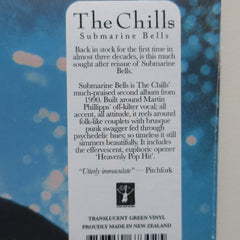 The Chills
Submarine Bells
Back in stock for the first time in
almost three decades, is this much
sought after reissue of Submarine
Bells.
Submarine Bells is The Chills'
much-praised second album from
1990. Built around Martin
Phillipps' off-kilter vocal; all
accent, all attitude, it reels around
folk-like couplets with brusque
punk swagger fed through
psychedelic hues; so timeless it still
simmers beautifully. It includes
the effervescent, euphoric opener
'Heavenly Pop Hit'.
"Utterly immaculate" — Pitchfork
TRANSLUCENT GREEN VINYL
PROUDLY MADE IN NEW ZEALAND